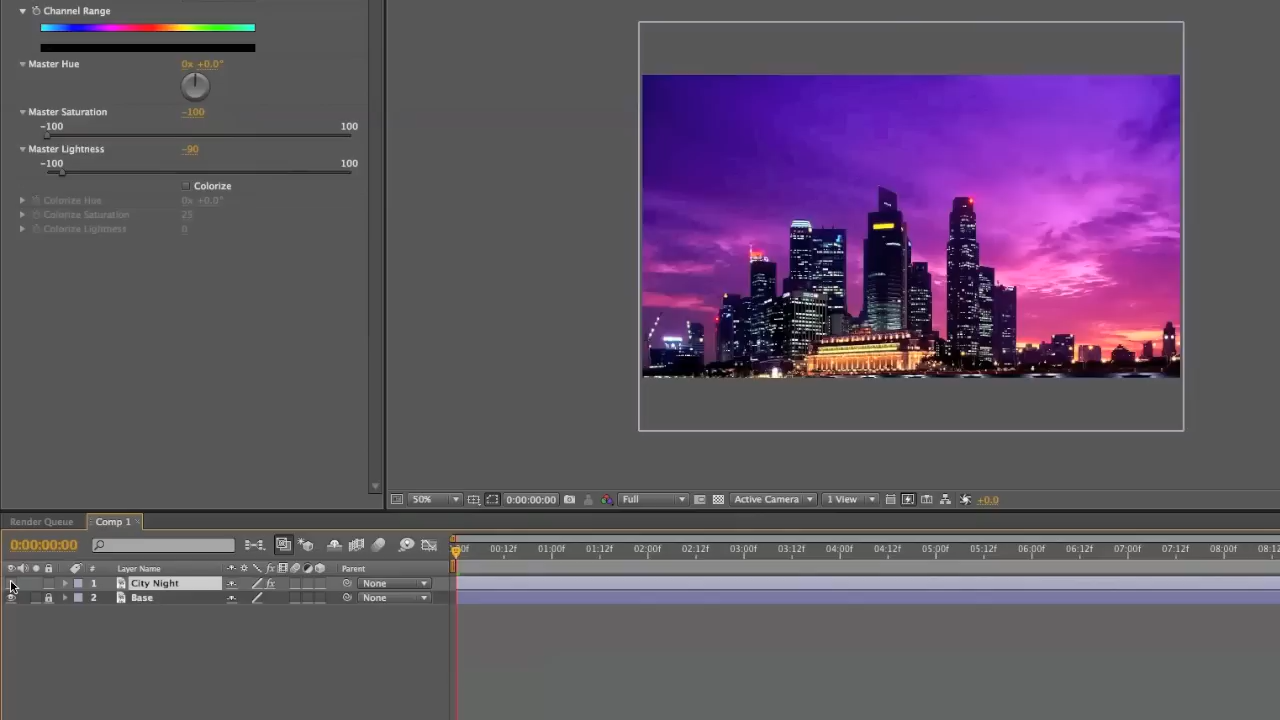 Channel Range
Master Hue 0x +0.0°
Master Saturation -100
-100 100
Master Lightness -90
-100 100
Colorize
Colorize Hue 0x +0.0°
Colorize Saturation 25
Colorize Lightness 0
50% 0:00:00:00 Full Active Camera 1 View +0.0
Render Queue Comp 1
0:00:00:00
00f 00:12f 01:00f 01:12f 02:00f 02:12f 03:00f 03:12f 04:00f 04:12f 05:00f 05:12f 06:00f 06:12f 07:00f 07:12f 08:00f 08:1
# Layer Name fx Parent
1 City Night fx None
2 Base None